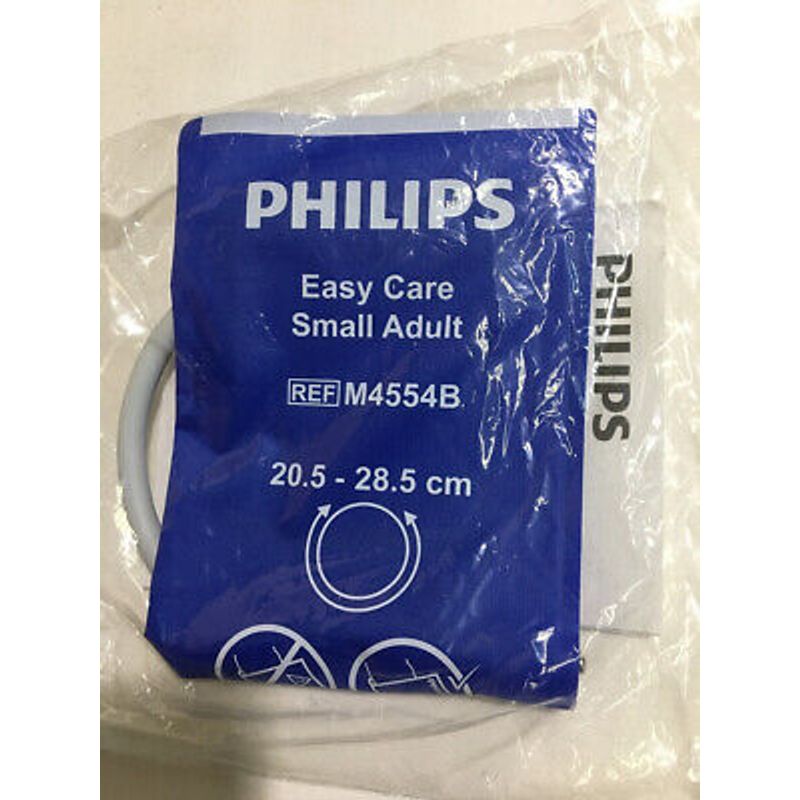 PHILIPS
Easy Care
Small Adult
REF M4554B
20.5 - 28.5 cm
PHILIPS